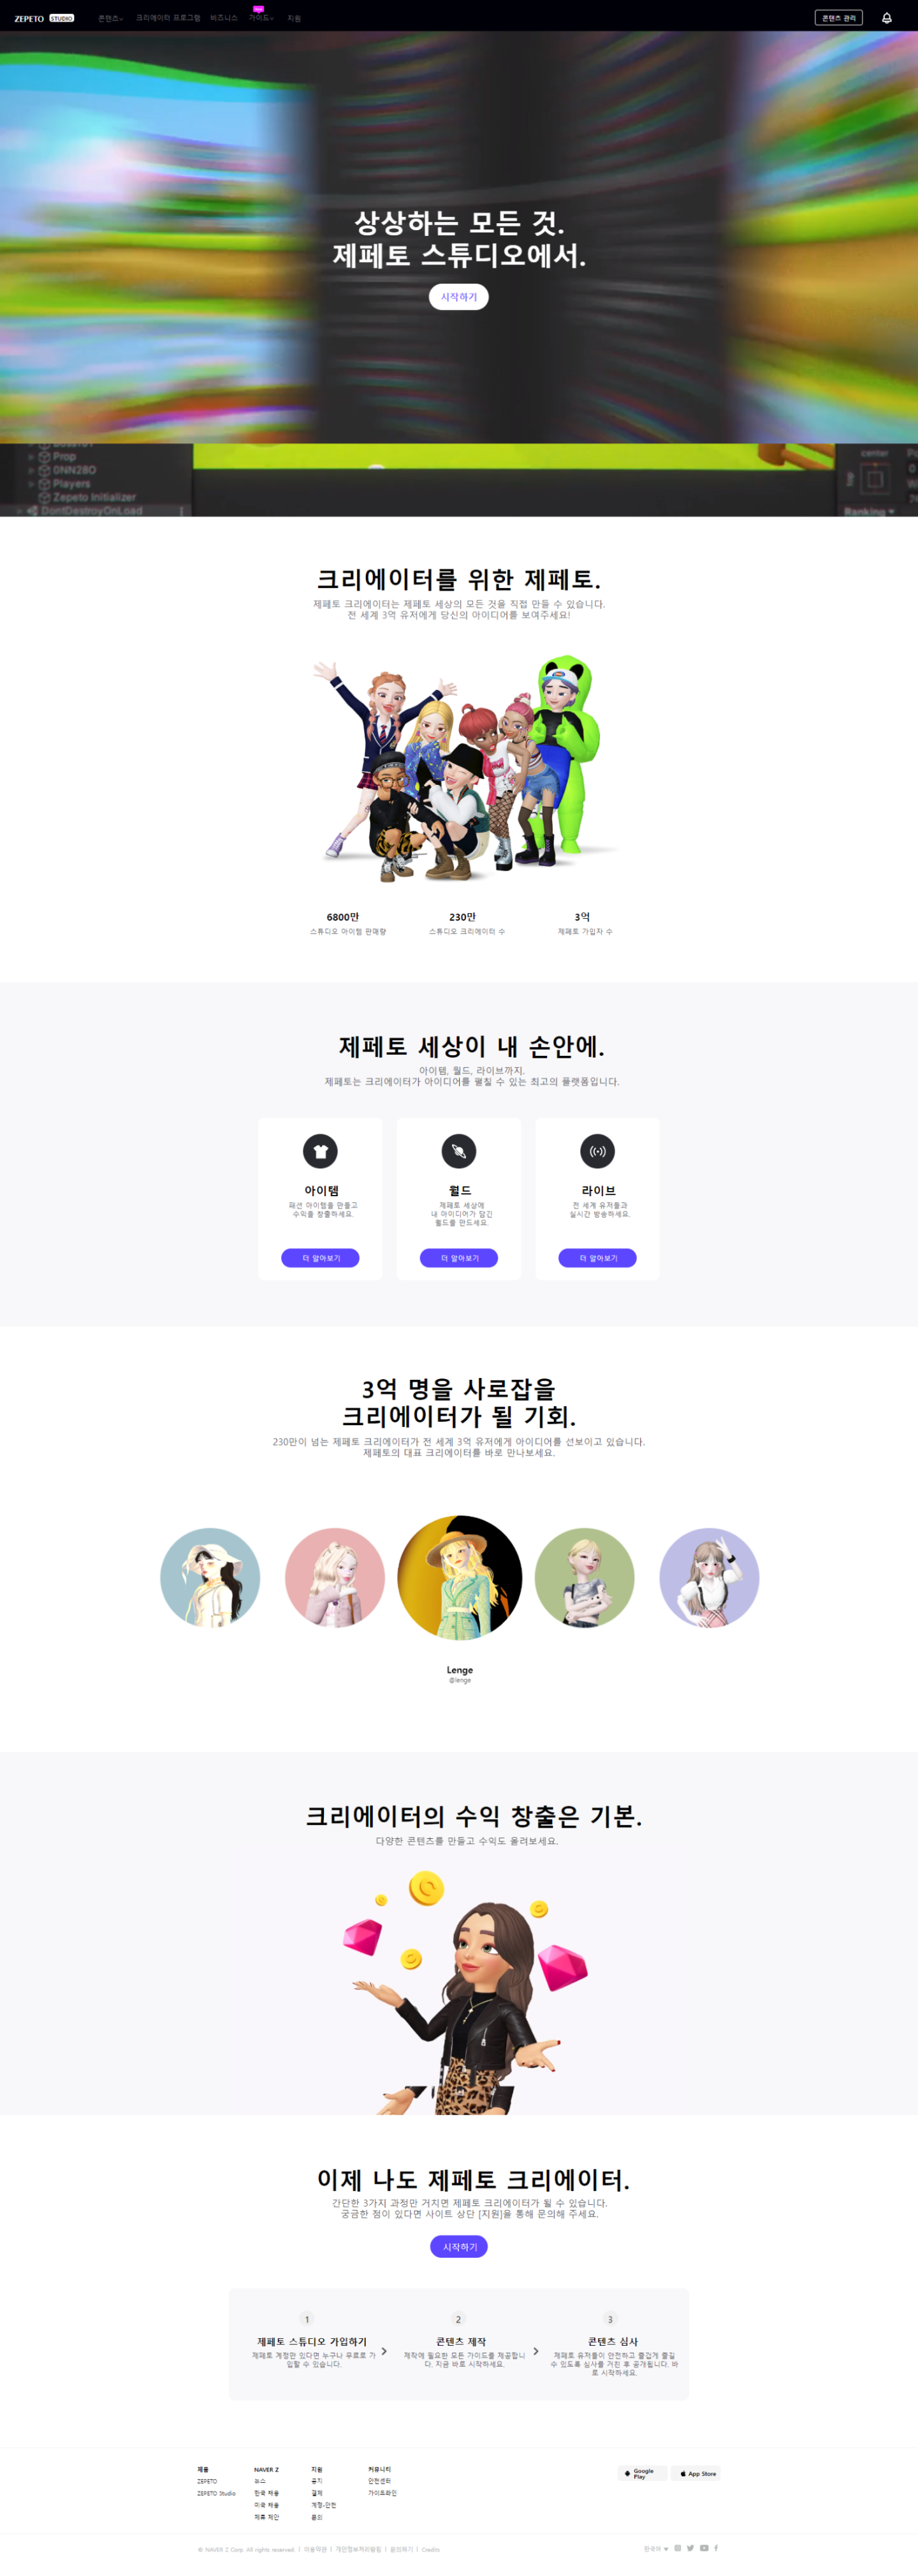 ZEPETO STUDIO 콘텐츠 크리에이터 프로그램 비즈니스 가이드 지원 콘텐츠 관리
상상하는 모든 것.
제페토 스튜디오에서.
시작하기
Prop
0NN28D
Players
Zepeto Initializer
DontDestroyOnLoad
center
top
Ranking
크리에이터를 위한 제페토.
제페토 크리에이터는 제페토 세상의 모든 것을 직접 만들 수 있습니다.
전 세계 3억 유저에게 당신의 아이디어를 보여주세요!
6800만 230만 3억
스튜디오 아이템 판매량 스튜디오 크리에이터 수 제페토 가입자 수
제페토 세상이 내 손안에.
아이템, 월드, 라이브까지.
제페토는 크리에이터가 아이디어를 펼칠 수 있는 최고의 플랫폼입니다.
아이템
패션 아이템을 만들고
수익을 창출하세요.
더 알아보기
월드
제페토 세상에
내 아이디어가 담긴
월드를 만드세요.
더 알아보기
라이브
전 세계 유저들과
실시간 방송하세요.
더 알아보기
3억 명을 사로잡을
크리에이터가 될 기회.
230만이 넘는 제페토 크리에이터가 전 세계 3억 유저에게 아이디어를 선보이고 있습니다.
제페토의 대표 크리에이터를 바로 만나보세요.
Lenge
@lenge
크리에이터의 수익 창출은 기본.
다양한 콘텐츠를 만들고 수익도 올려보세요.
이제 나도 제페토 크리에이터.
간단한 3가지 과정만 거치면 제페토 크리에이터가 될 수 있습니다.
궁금한 점이 있다면 사이트 상단 [지원]을 통해 문의해 주세요.
시작하기
1
제페토 스튜디오 가입하기
제페토 계정만 있다면 누구나 무료로 가
입할 수 있습니다.
2
콘텐츠 제작
제작에 필요한 모든 가이드를 제공합니
다. 지금 바로 시작하세요.
3
콘텐츠 심사
제페토 유저들이 안전하고 즐겁게 즐길
수 있도록 심사를 거친 후 공개됩니다. 바
로 시작하세요.
제품
ZEPETO
ZEPETO Studio
NAVER Z
뉴스
한국 채용
미국 채용
제휴 제안
지원
공지
결제
계정·안전
문의
커뮤니티
안전센터
가이드라인
Google
Play
App Store
© NAVER Z Corp. All rights reserved. | 이용약관 | 개인정보처리방침 | 문의하기 | Credits
한국어